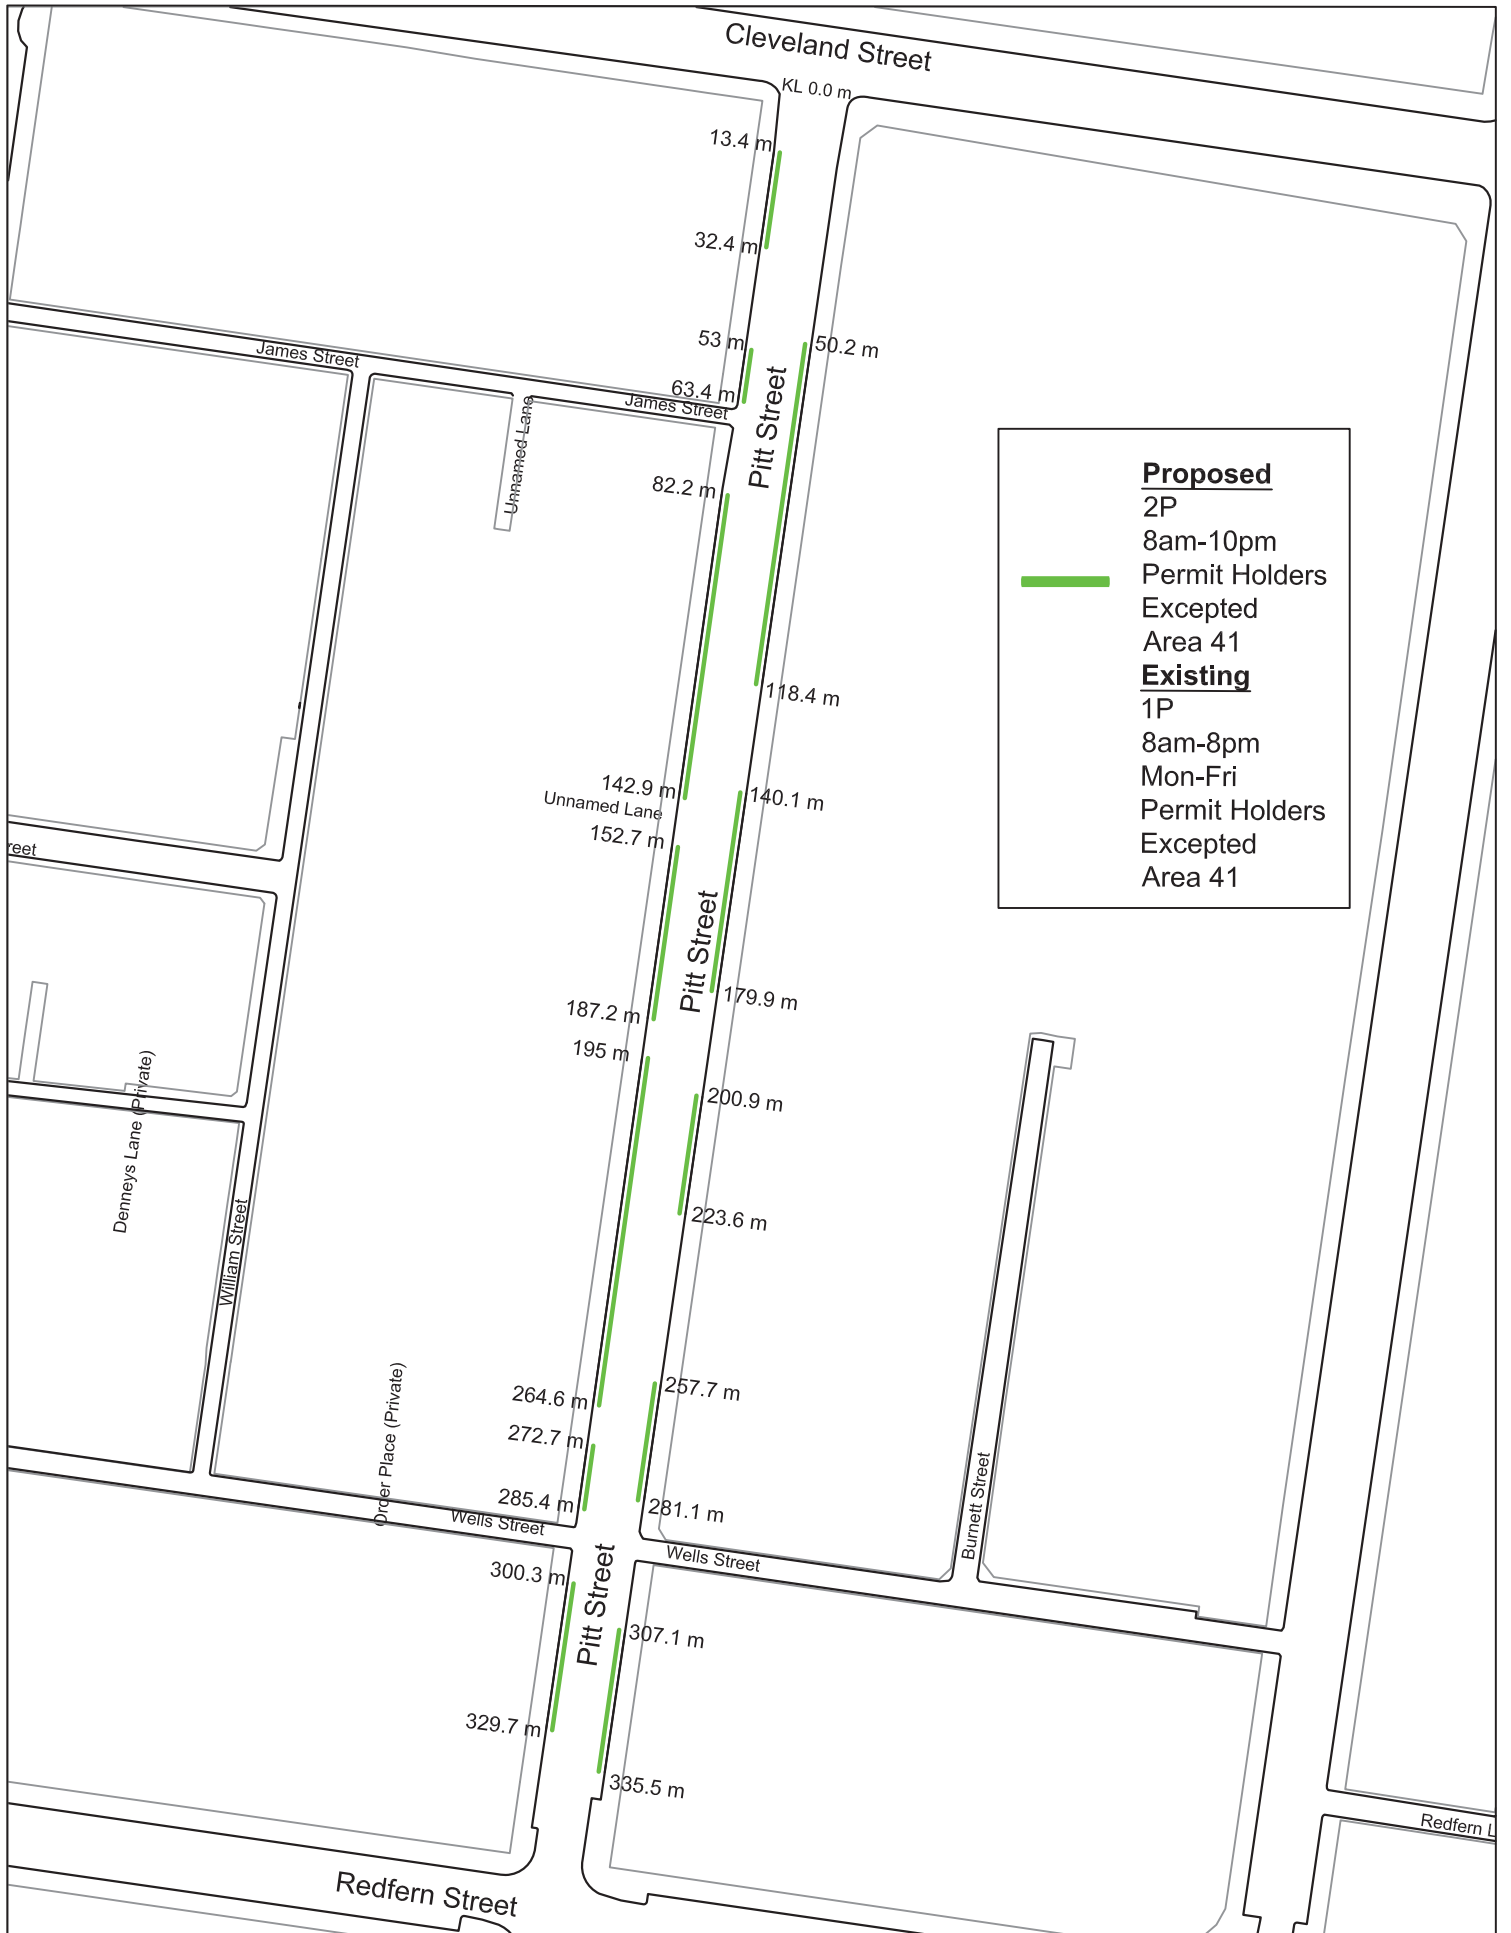 Cleveland Street
KL 0.0 m
13.4 m
32.4 m
53 m
50.2 m
James Street
63.4 m
James Street
Unnamed Lane
Pitt Street
82.2 m
118.4 m
142.9 m
140.1 m
Unnamed Lane
152.7 m
reet
Pitt Street
187.2 m
179.9 m
195 m
200.9 m
Denneys Lane (Private)
223.6 m
William Street
264.6 m
257.7 m
Order Place (Private)
272.7 m
285.4 m
281.1 m
Wells Street
Burnett Street
Wells Street
300.3 m
Pitt Street
307.1 m
329.7 m
335.5 m
Redfern L
Redfern Street
Proposed
2P
8am-10pm
Permit Holders
Excepted
Area 41
Existing
1P
8am-8pm
Mon-Fri
Permit Holders
Excepted
Area 41